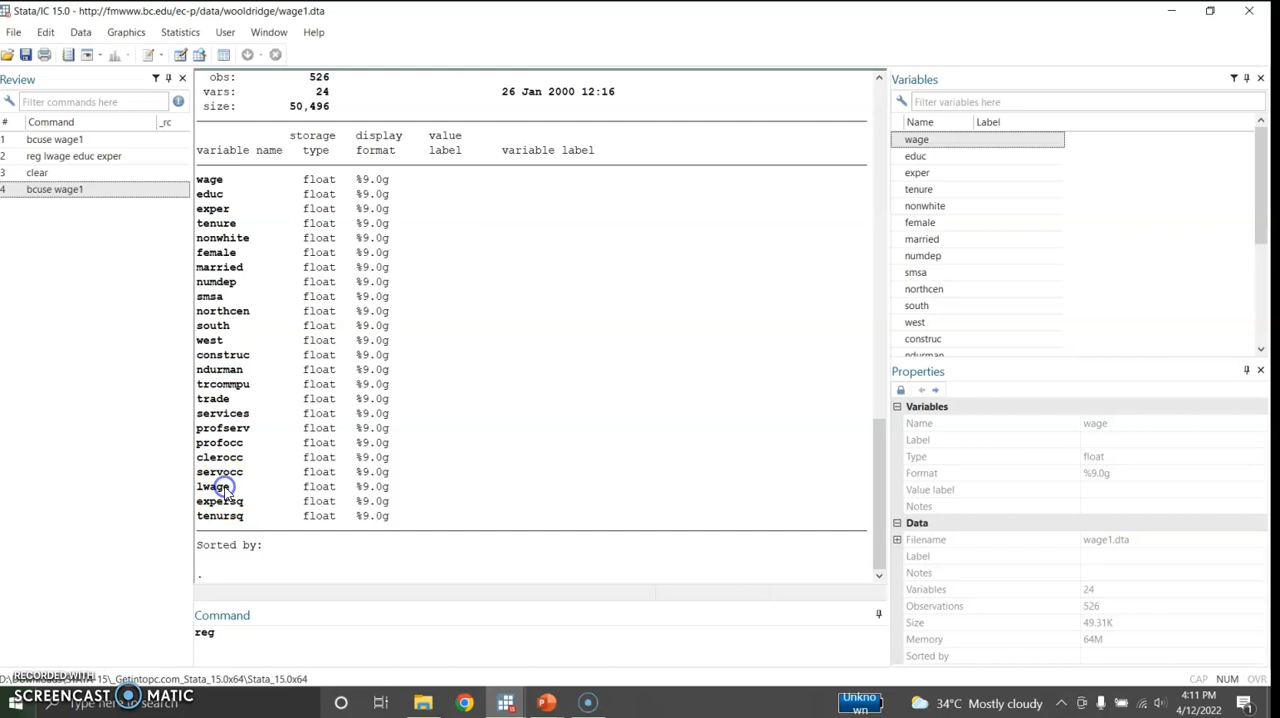 Stata/IC 15.0 - http://fmwww.bc.edu/ec-p/data/wooldridge/wage1.dta
File Edit Data Graphics Statistics User Window Help
Review
Filter commands here
# Command _rc
1 bcuse wage1
2 reg lwage educ exper
3 clear
4 bcuse wage1
obs: 526
vars: 24 26 Jan 2000 12:16
size: 50,496
storage display value
variable name type format label variable label
wage float %9.0g
educ float %9.0g
exper float %9.0g
tenure float %9.0g
nonwhite float %9.0g
female float %9.0g
married float %9.0g
numdep float %9.0g
smsa float %9.0g
northcen float %9.0g
south float %9.0g
west float %9.0g
construc float %9.0g
ndurman float %9.0g
trcommpu float %9.0g
trade float %9.0g
services float %9.0g
profserv float %9.0g
profocc float %9.0g
clerocc float %9.0g
servocc float %9.0g
lwage float %9.0g
expersq float %9.0g
tenursq float %9.0g
Sorted by:
.
Command
reg
Variables
Filter variables here
Name Label
wage
educ
exper
tenure
nonwhite
female
married
numdep
smsa
northcen
south
west
construc
ndurman
Properties
Variables
Name wage
Label
Type float
Format %9.0g
Value label
Notes
Data
Filename wage1.dta
Label
Notes
Variables 24
Observations 526
Size 49.31K
Memory 64M
Sorted by
CAP NUM OVR
RECORDED WITH
SCREENCAST MATIC
Unkno
wn
34°C Mostly cloudy
4:11 PM
4/12/2022